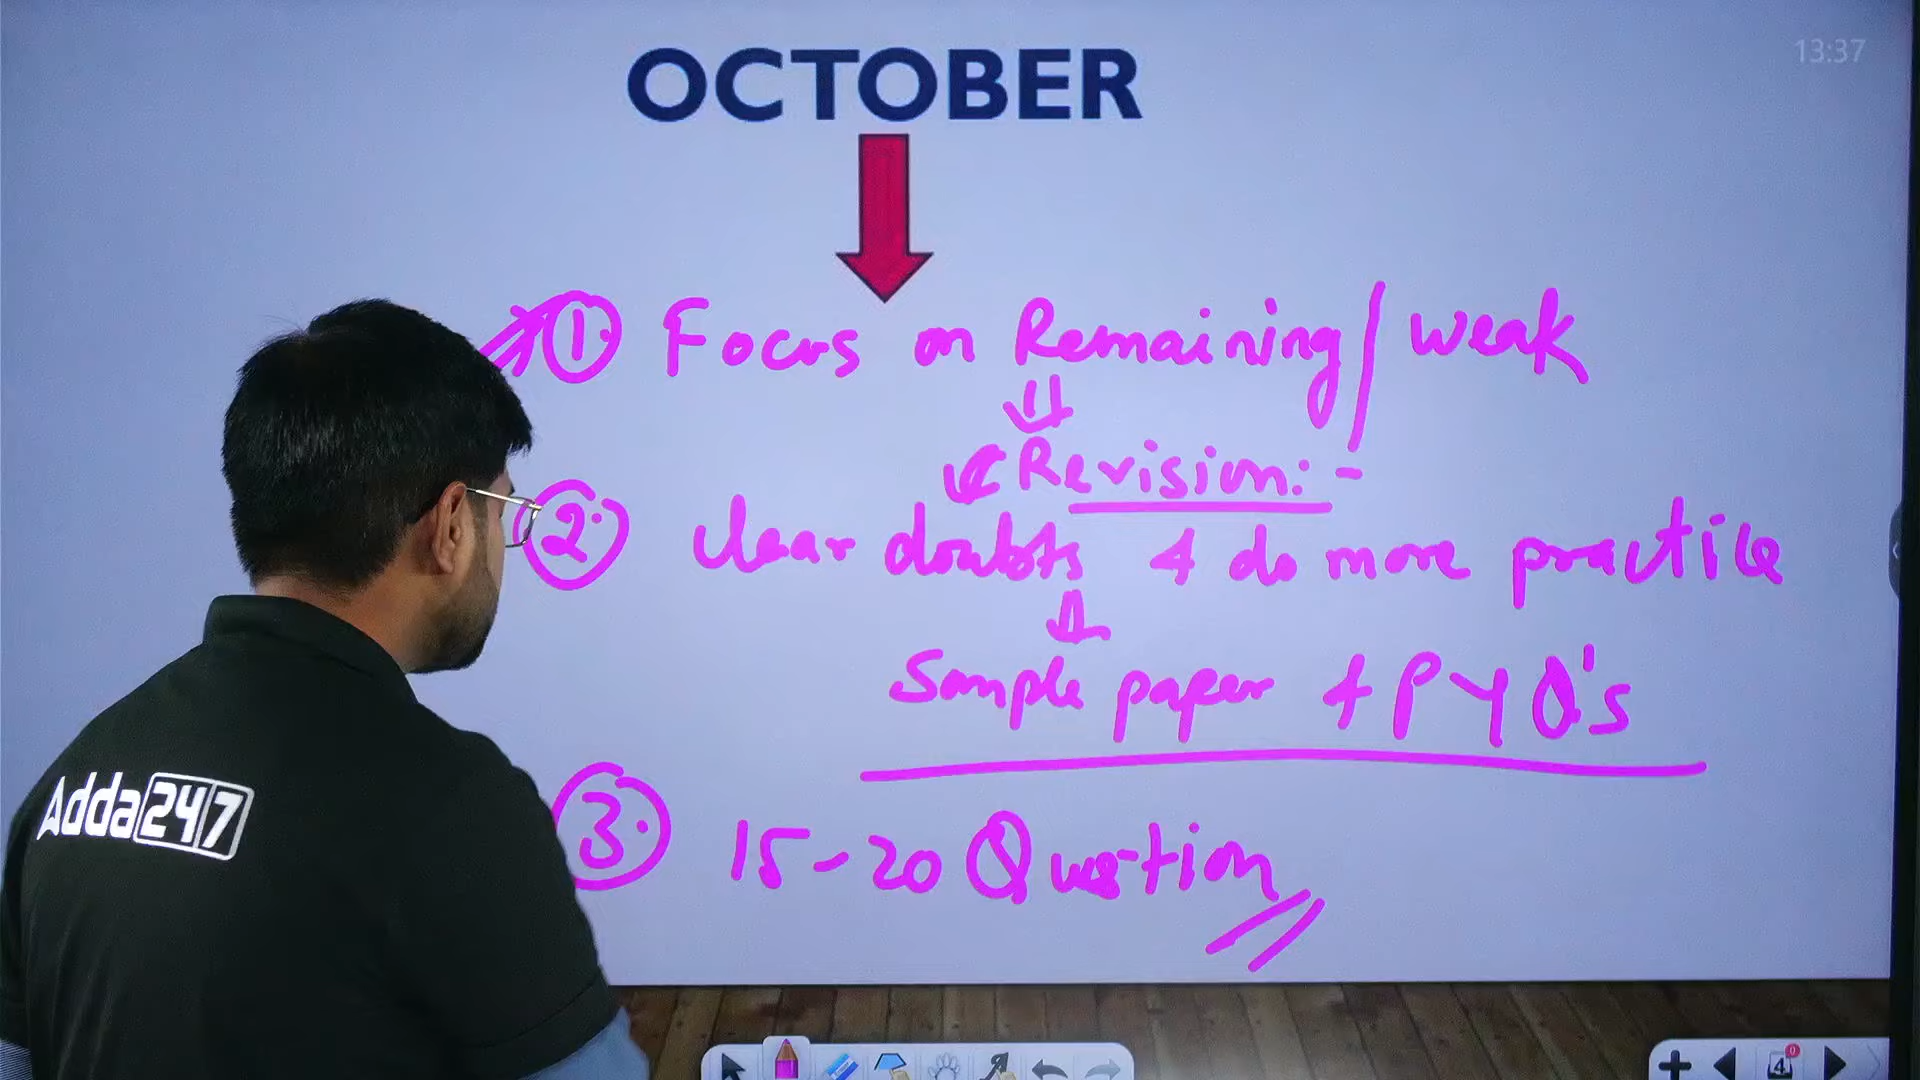 13:37
OCTOBER
1. Focus on Remaining/weak
Revision:-
2. Clear doubts & do more practice
Sample paper + PYQ's
3. 15-20 Question
Adda247
4